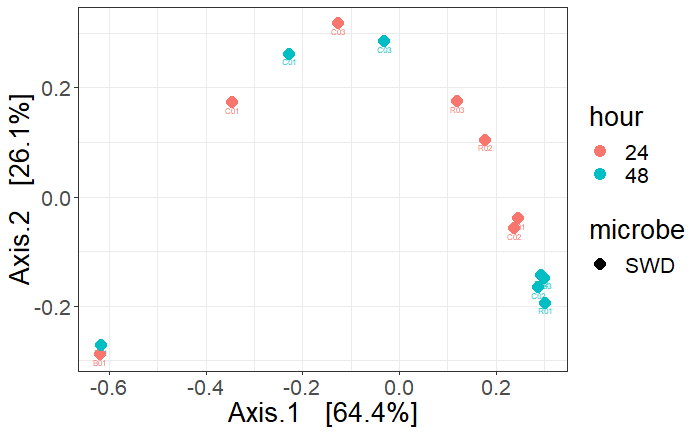 C03
C01
C03
C01
R03
R02
C02
R01
B01
0.2
0.0
-0.2
-0.6
-0.4
-0.2
0.0
0.2
Axis.1 [64.4%]
Axis.2 [26.1%]
hour
24
48
microbe
SWD